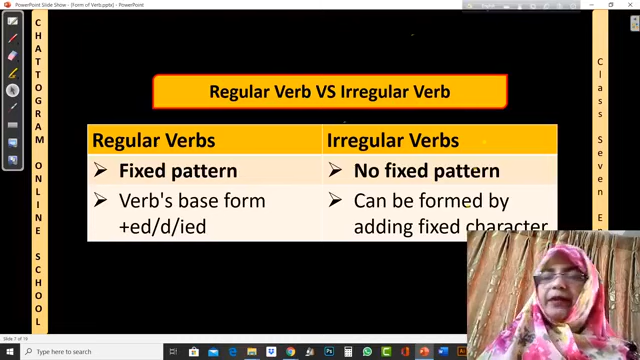 PowerPoint Slide Show - [Form of Verb.pptx] - PowerPoint
English
CHATTOGRAM ONLINE SCHOOL
Regular Verb VS Irregular Verb
Regular Verbs
Irregular Verbs
Fixed pattern
No fixed pattern
Verb's base form
+ed/d/ied
Can be formed by
adding fixed character
Class Seven En
Slide 7 of 19
Type here to search